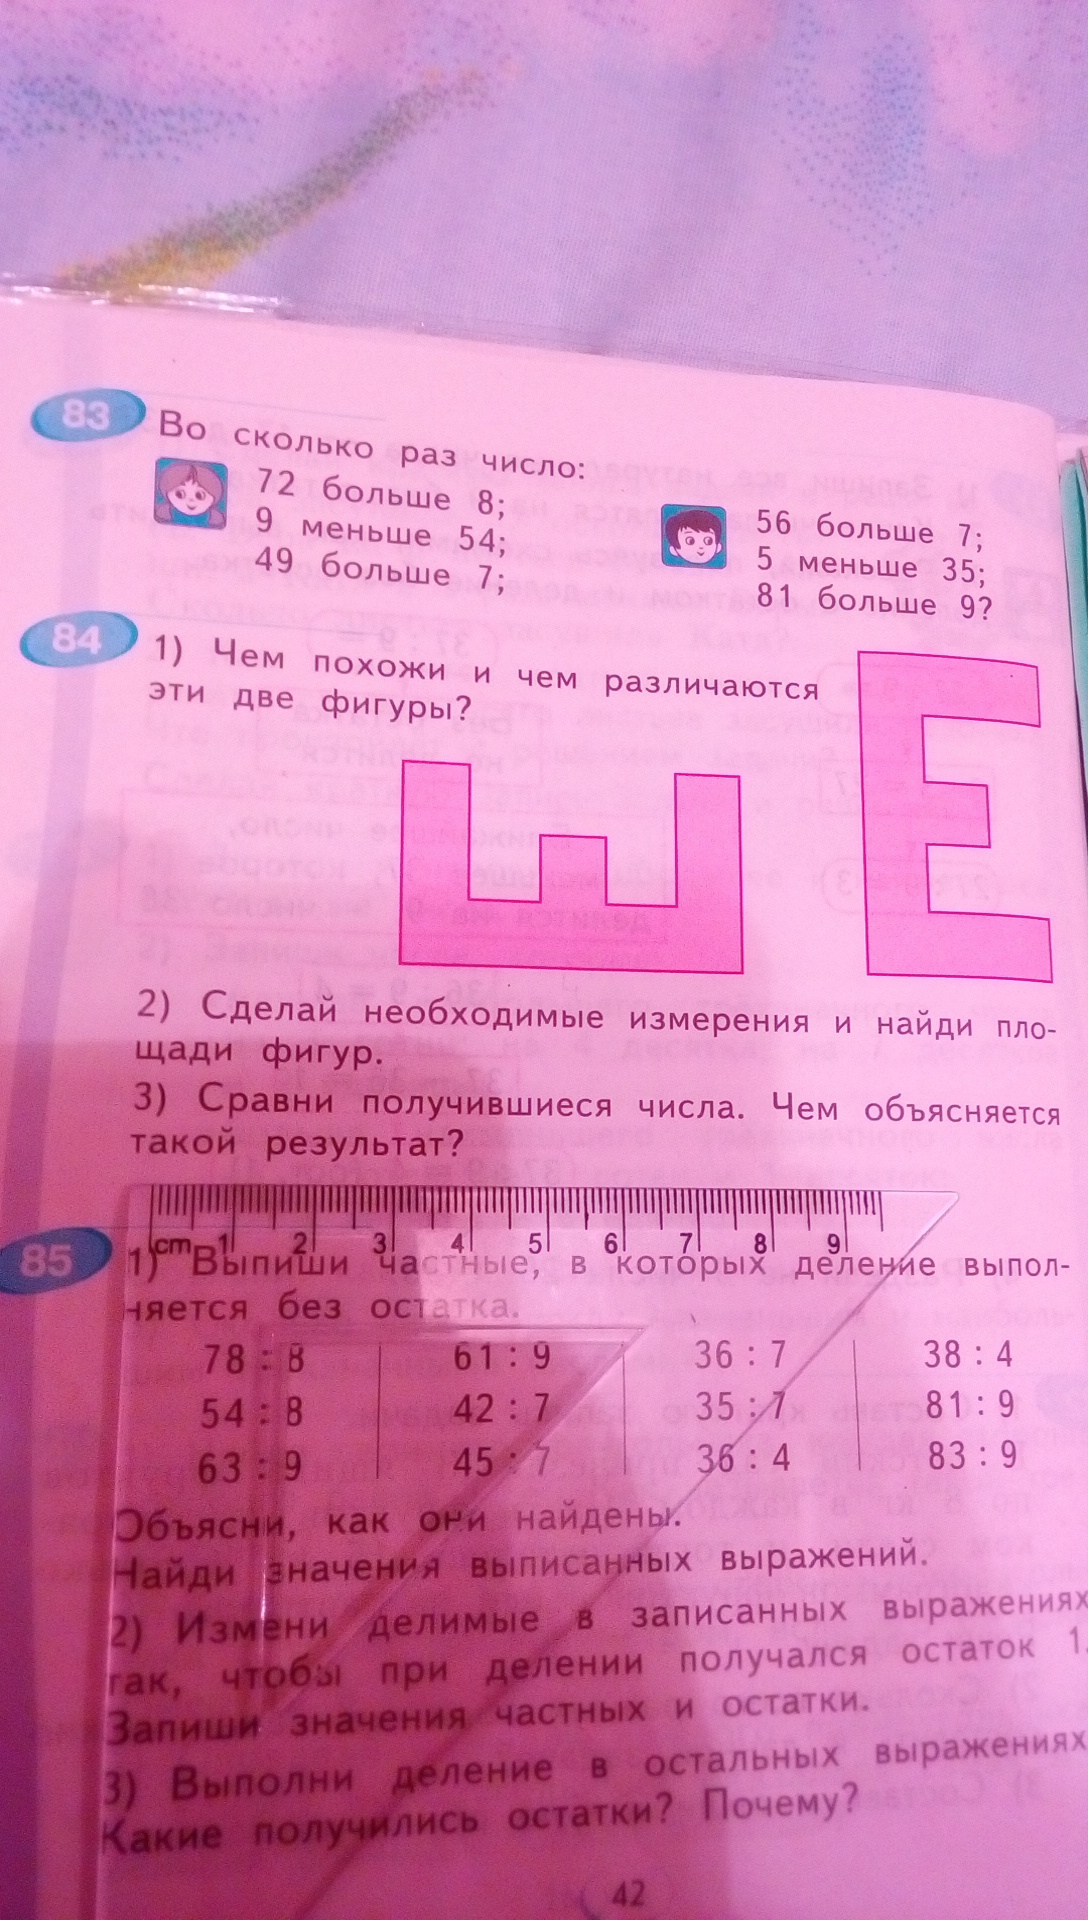 83
Во сколько раз число:
72 больше 8;
9 меньше 54;
49 больше 7;
56 больше 7;
5 меньше 35;
81 больше 9?
84
1) Чем похожи и чем различаются
эти две фигуры?
2) Сделай необходимые измерения и найди пло-
щади фигур.
3) Сравни получившиеся числа. Чем объясняется
такой результат?
cm 1 2 3 4 5 6 7 8 9
85
1) Выпиши частные, в которых деление выпол-
няется без остатка.
78 : 8 61 : 9 36 : 7 38 : 4
54 : 8 42 : 7 35 : 7 81 : 9
63 : 9 45 : 7 36 : 4 83 : 9
Объясни, как они найдены.
Найди значения выписанных выражений.
2) Измени делимые в записанных выражениях
так, чтобы при делении получался остаток 1.
Запиши значения частных и остатки.
3) Выполни деление в остальных выражениях
Какие получились остатки? Почему?
42